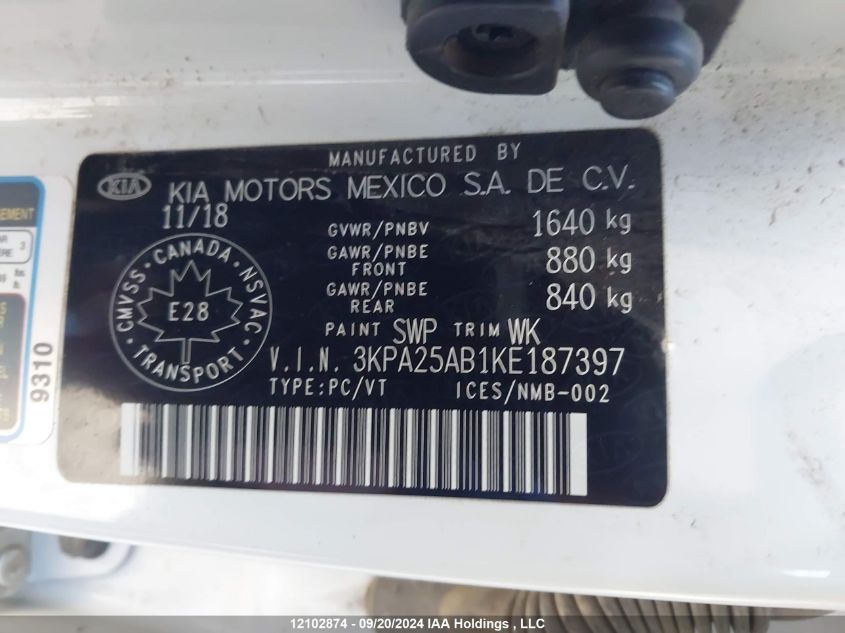 MANUFACTURED BY
KIA KIA MOTORS MEXICO S.A. DE C.V.
11/18
GVWR/PNBV 1640 kg
GAWR/PNBE FRONT 880 kg
GAWR/PNBE REAR 840 kg
CANADA NSVAC TRANSPORT CMVSS
E28
PAINT SWP TRIM WK
V.I.N. 3KPA25AB1KE187397
TYPE:PC/VT ICES/NMB-002
9310
12102874 - 09/20/2024 IAA Holdings , LLC